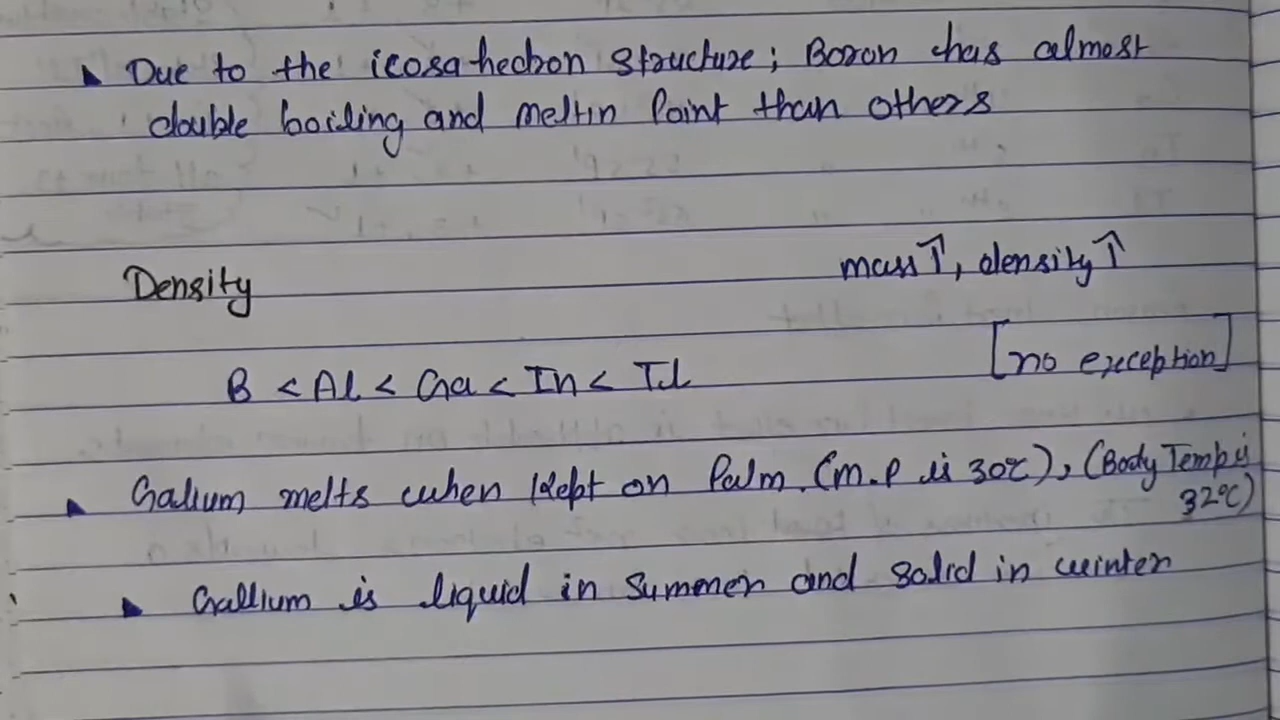 Due to the icosahedron structure; Boron has almost
double boiling and meltin Point than others
Density
mass↑, density↑
B < Al < Ga < In < Tl
[no exception]
Galium melts when kept on Palm. (m.p is 30℃), (Body Temp is
32℃)
Gallium is liquid in Summer and solid in winter